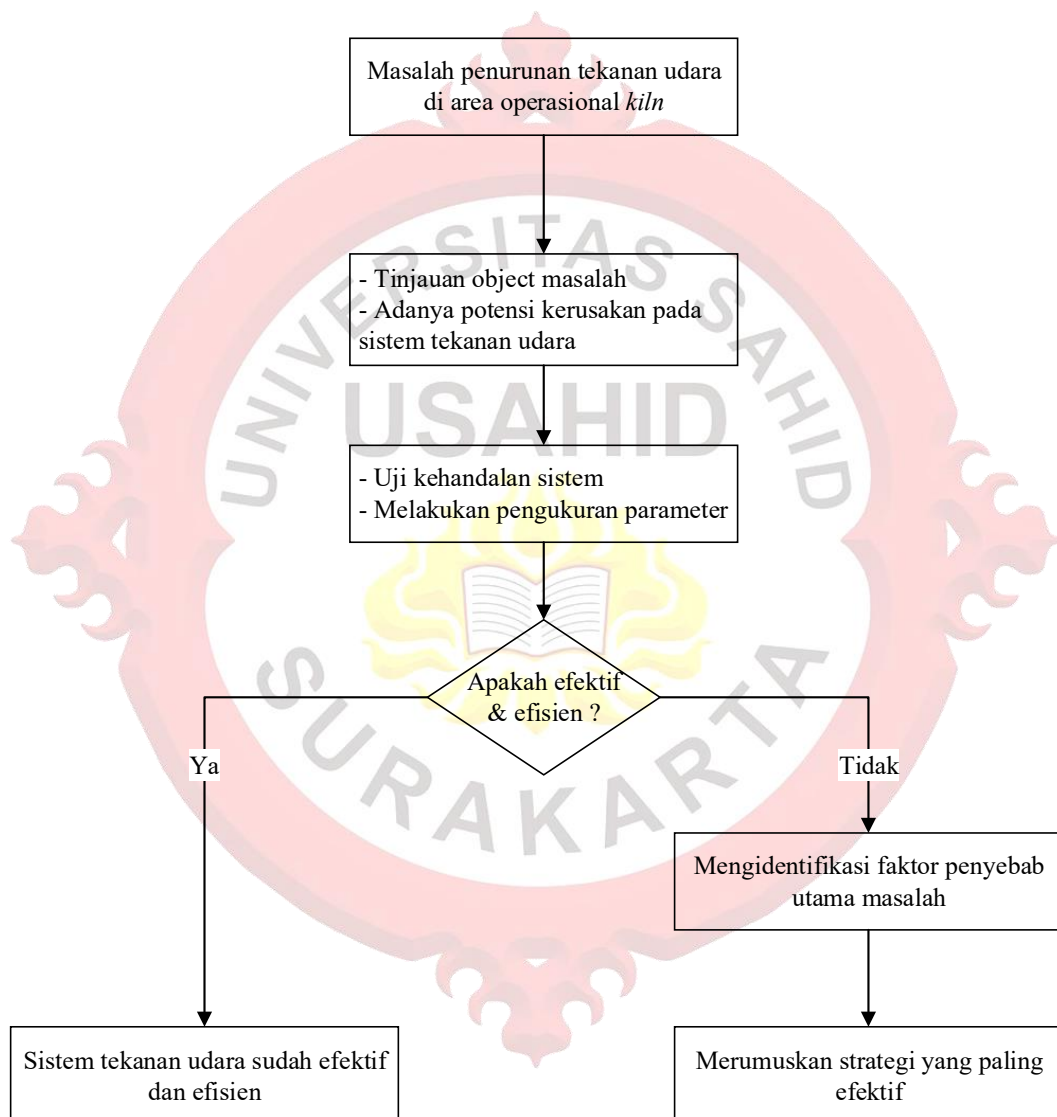 Masalah penurunan tekanan udara
di area operasional kiln
UNIVERSITAS SAHID
- Tinjauan object masalah
- Adanya potensi kerusakan pada
sistem tekanan udara
USAHID
- Uji kehandalan sistem
- Melakukan pengukuran parameter
Apakah efektif
& efisien ?
Ya
Tidak
SURAKARTA
Mengidentifikasi faktor penyebab
utama masalah
Sistem tekanan udara sudah efektif
dan efisien
Merumuskan strategi yang paling
efektif